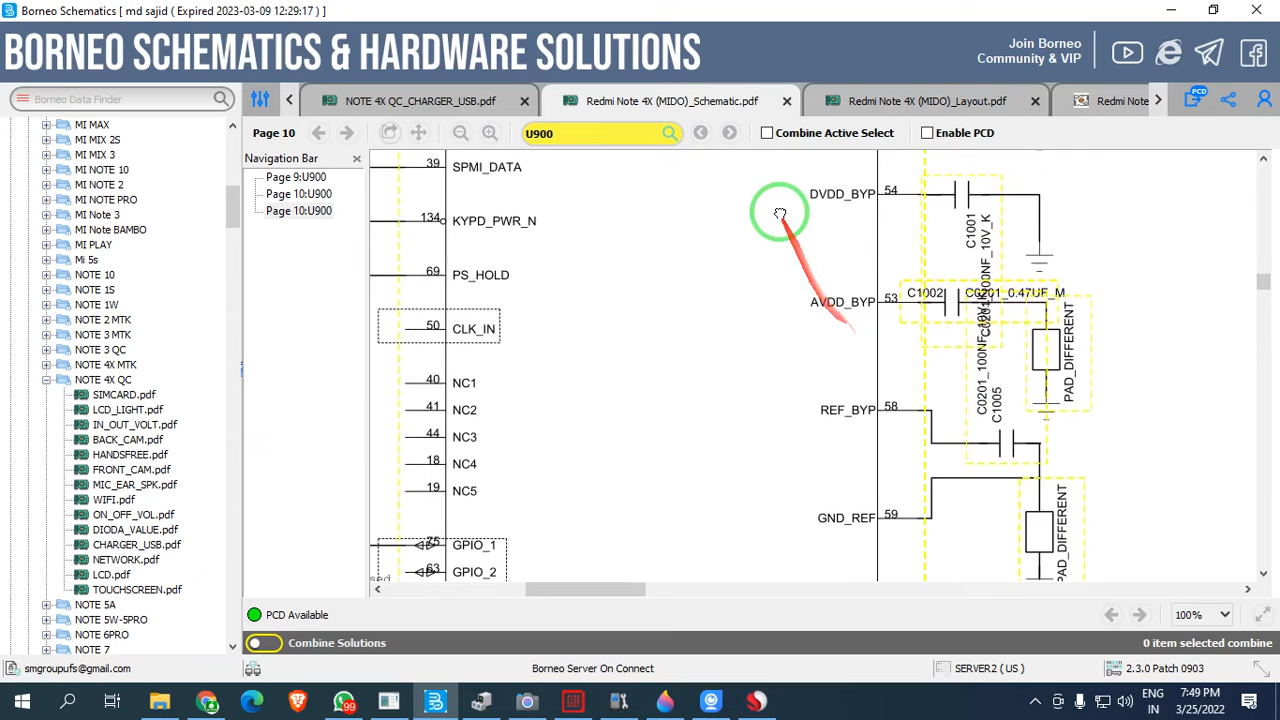 Borneo Schematics [ md sajid ( Expired 2023-03-09 12:29:17 ) ]
BORNEO SCHEMATICS & HARDWARE SOLUTIONS
Join Borneo
Community & VIP
Borneo Data Finder
NOTE 4X QC_CHARGER_USB.pdf
Redmi Note 4X (MIDO)_Schematic.pdf
Redmi Note 4X (MIDO)_Layout.pdf
Redmi Note
PCD
Page 10
U900
Combine Active Select
Enable PCD
Navigation Bar
Page 9:U900
Page 10:U900
Page 10:U900
MI MAX
MI MIX 2S
MI MIX 3
MI NOTE 10
MI NOTE 2
MI NOTE PRO
MI Note 3
MI Note BAMBO
MI PLAY
Mi 5s
NOTE 10
NOTE 1S
NOTE 1W
NOTE 2 MTK
NOTE 3 MTK
NOTE 3 QC
NOTE 4X MTK
NOTE 4X QC
SIMCARD.pdf
LCD_LIGHT.pdf
IN_OUT_VOLT.pdf
BACK_CAM.pdf
HANDSFREE.pdf
FRONT_CAM.pdf
MIC_EAR_SPK.pdf
WIFI.pdf
ON_OFF_VOL.pdf
DIODA_VALUE.pdf
CHARGER_USB.pdf
NETWORK.pdf
LCD.pdf
TOUCHSCREEN.pdf
NOTE 5A
NOTE 5W-5PRO
NOTE 6PRO
NOTE 7
39 SPMI_DATA
134 KYPD_PWR_N
69 PS_HOLD
50 CLK_IN
40 NC1
41 NC2
44 NC3
18 NC4
19 NC5
75 GPIO_1
63 GPIO_2
sed
DVDD_BYP 54
AVDD_BYP 53
REF_BYP 58
GND_REF 59
C1001
C1002 C0201_0.47UF_M
C0201_100NF_10V_K
C0201_100NF_10V_K
C1005
PAD_DIFFERENT
PAD_DIFFERENT
PCD Available
100%
Combine Solutions
0 item selected combine
smgroupufs@gmail.com
Borneo Server On Connect
SERVER2 ( US )
2.3.0 Patch 0903
99
ENG
IN
7:49 PM
3/25/2022